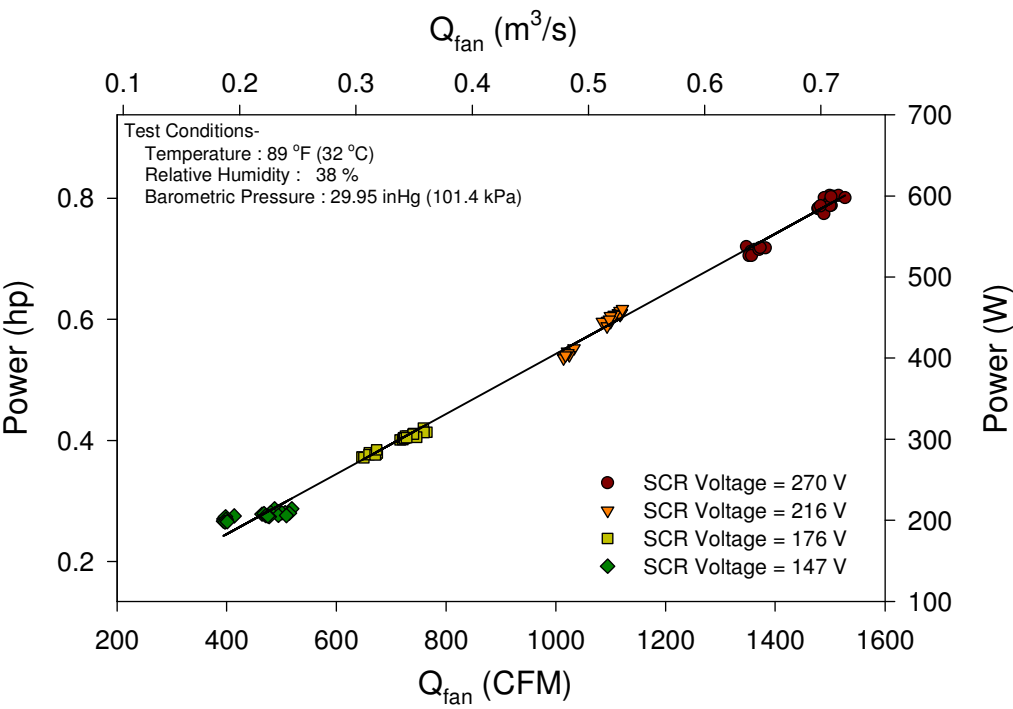 Q_fan (m³/s)
0.1 0.2 0.3 0.4 0.5 0.6 0.7
Test Conditions-
Temperature : 89 °F (32 °C)
Relative Humidity : 38 %
Barometric Pressure : 29.95 inHg (101.4 kPa)
Power (hp)
0.8
0.6
0.4
0.2
700
600
500
400
300
200
100
Power (W)
SCR Voltage = 270 V
SCR Voltage = 216 V
SCR Voltage = 176 V
SCR Voltage = 147 V
200 400 600 800 1000 1200 1400 1600
Q_fan (CFM)